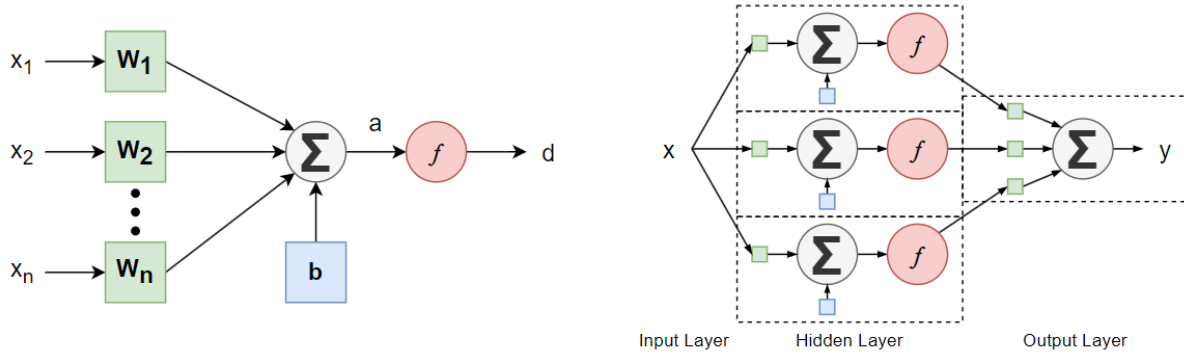 x1
W1
x2
W2
xn
Wn
Σ
b
a
f
d
x
Σ
f
Σ
f
Σ
f
Σ
y
Input Layer
Hidden Layer
Output Layer